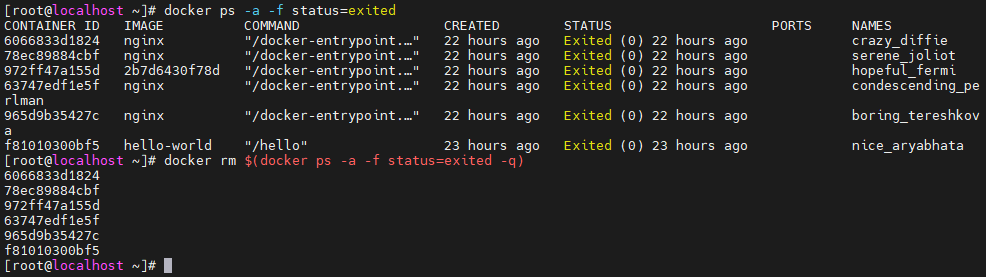 [root@localhost ~]# docker ps -a -f status=exited
CONTAINER ID   IMAGE          COMMAND                  CREATED        STATUS                    PORTS     NAMES
6066833d1824   nginx          "/docker-entrypoint.…"   22 hours ago   Exited (0) 22 hours ago             crazy_diffie
78ec89884cbf   nginx          "/docker-entrypoint.…"   22 hours ago   Exited (0) 22 hours ago             serene_joliot
972ff47a155d   2b7d6430f78d   "/docker-entrypoint.…"   22 hours ago   Exited (0) 22 hours ago             hopeful_fermi
63747edf1e5f   nginx          "/docker-entrypoint.…"   22 hours ago   Exited (0) 22 hours ago             condescending_pe
rlman
965d9b35427c   nginx          "/docker-entrypoint.…"   22 hours ago   Exited (0) 22 hours ago             boring_tereshkov
a
f81010300bf5   hello-world    "/hello"                 23 hours ago   Exited (0) 23 hours ago             nice_aryabhata
[root@localhost ~]# docker rm $(docker ps -a -f status=exited -q)
6066833d1824
78ec89884cbf
972ff47a155d
63747edf1e5f
965d9b35427c
f81010300bf5
[root@localhost ~]#